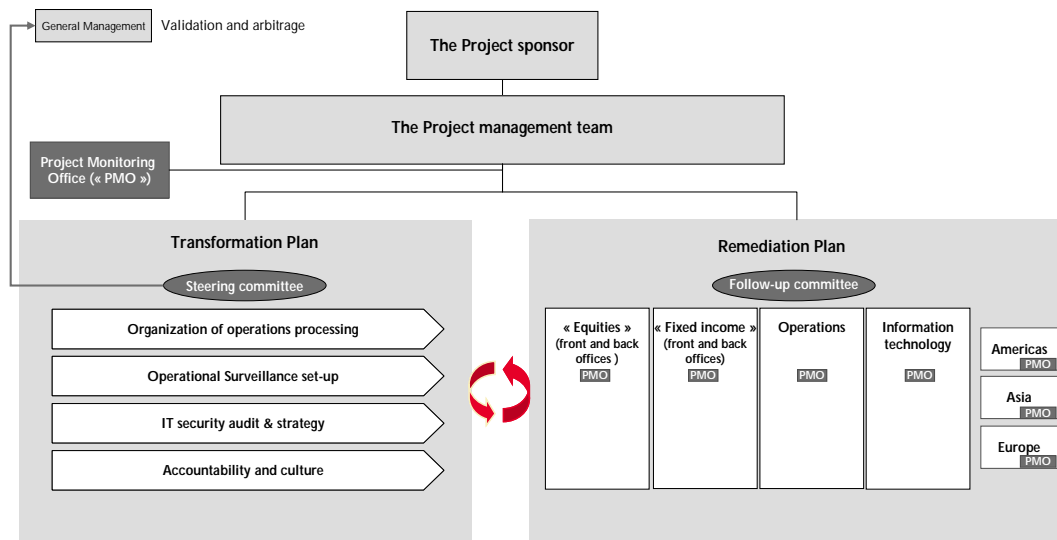 General Management
Validation and arbitrage
The Project sponsor
The Project management team
Project Monitoring
Office (« PMO »)
Transformation Plan
Steering committee
Organization of operations processing
Operational Surveillance set-up
IT security audit & strategy
Accountability and culture
Remediation Plan
Follow-up committee
« Equities »
(front and back
offices )
PMO
« Fixed income »
(front and back
offices)
PMO
Operations
PMO
Information
technology
PMO
Americas
PMO
Asia
PMO
Europe
PMO